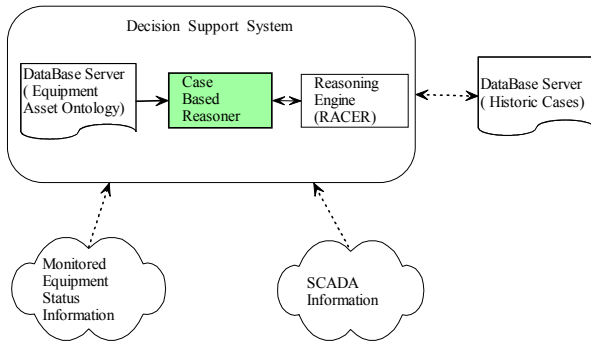 Decision Support System
DataBase Server
( Equipment
Asset Ontology)
Case
Based
Reasoner
Reasoning
Engine
(RACER)
DataBase Server
( Historic Cases)
Monitored
Equipment
Status
Information
SCADA
Information